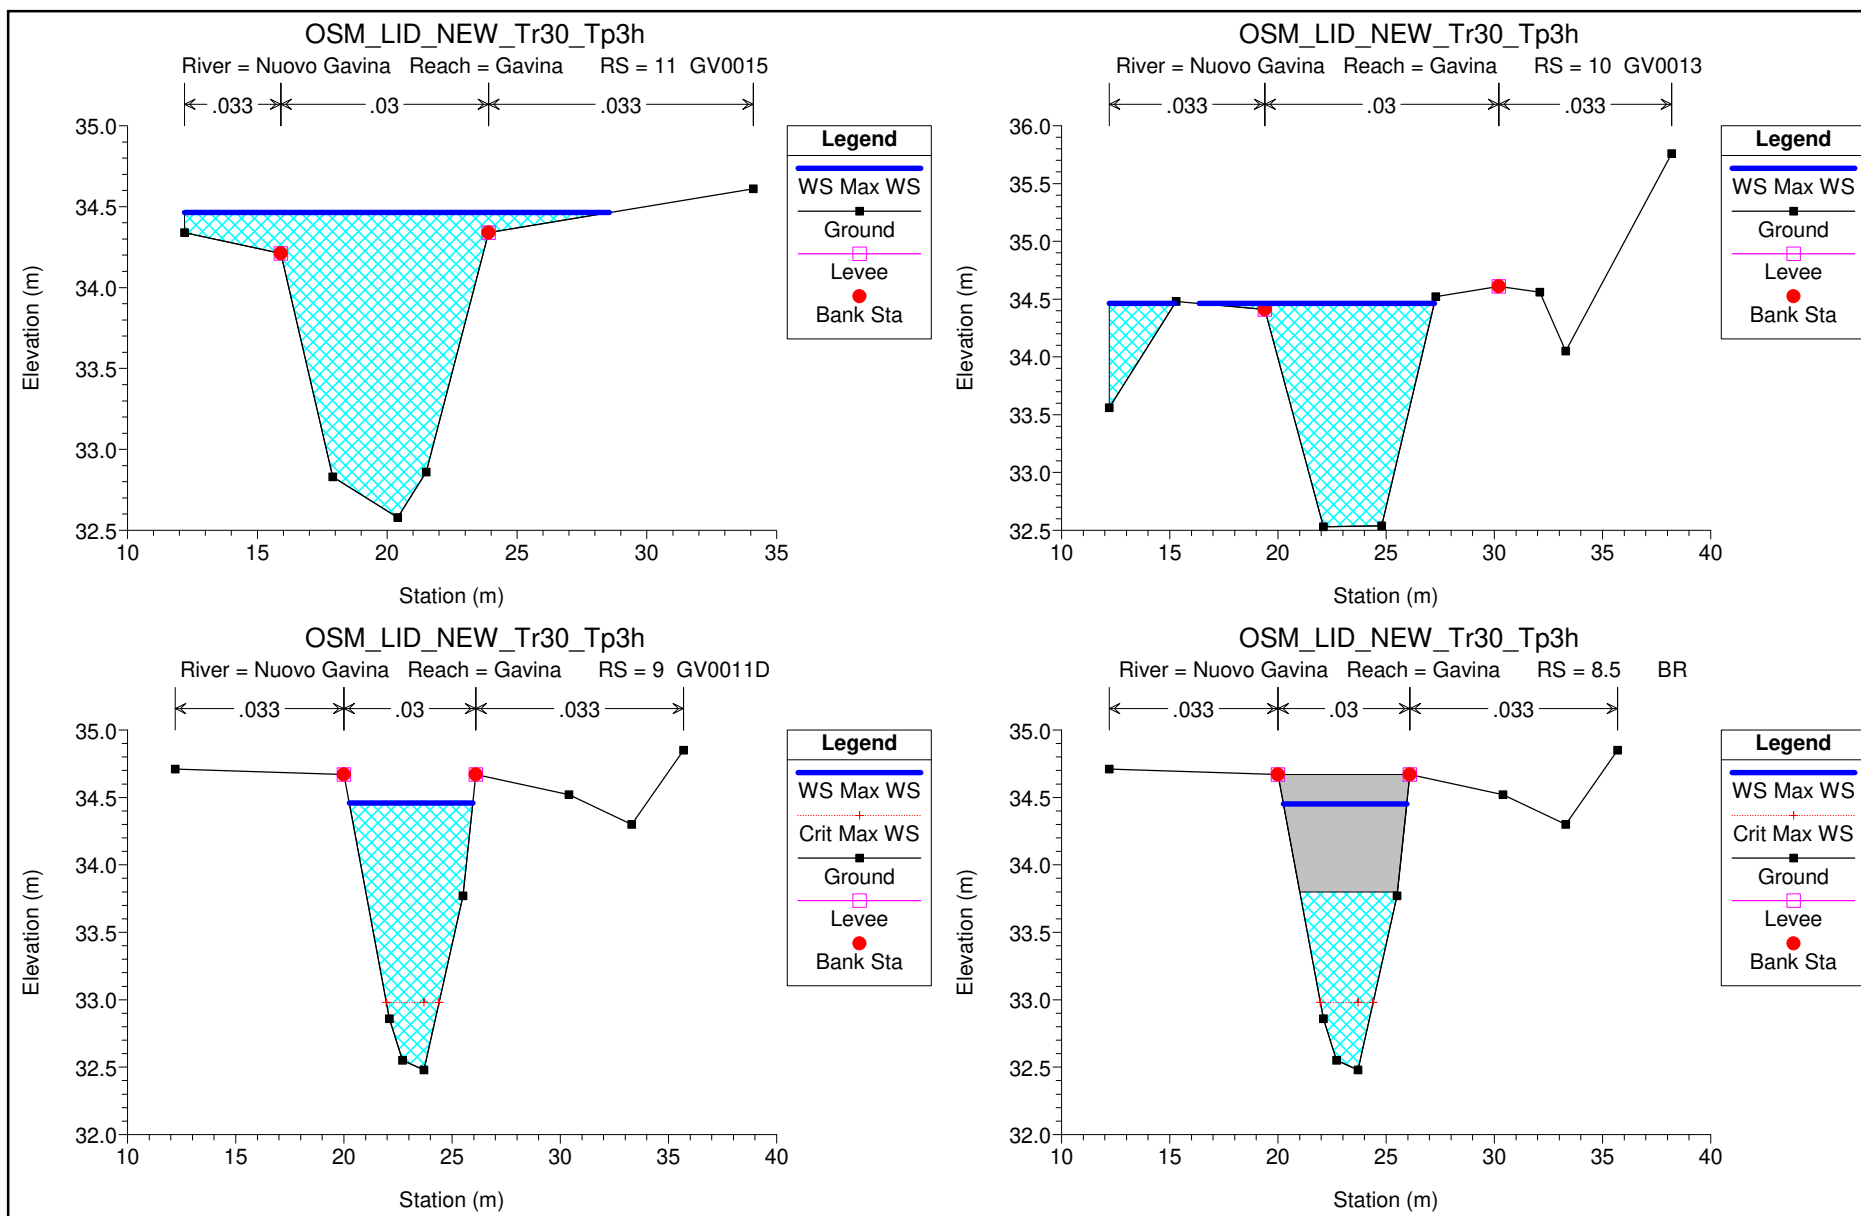 OSM_LID_NEW_Tr30_Tp3h
River = Nuovo Gavina Reach = Gavina RS = 11 GV0015
.033 .03 .033
35.0
34.5
34.0
33.5
33.0
32.5
10 15 20 25 30 35
Elevation (m)
Station (m)
Legend
WS Max WS
Ground
Levee
Bank Sta
OSM_LID_NEW_Tr30_Tp3h
River = Nuovo Gavina Reach = Gavina RS = 10 GV0013
.033 .03 .033
36.0
35.5
35.0
34.5
34.0
33.5
33.0
32.5
10 15 20 25 30 35 40
Elevation (m)
Station (m)
Legend
WS Max WS
Ground
Levee
Bank Sta
OSM_LID_NEW_Tr30_Tp3h
River = Nuovo Gavina Reach = Gavina RS = 9 GV0011D
.033 .03 .033
35.0
34.5
34.0
33.5
33.0
32.5
32.0
10 15 20 25 30 35 40
Elevation (m)
Station (m)
Legend
WS Max WS
Crit Max WS
Ground
Levee
Bank Sta
OSM_LID_NEW_Tr30_Tp3h
River = Nuovo Gavina Reach = Gavina RS = 8.5 BR
.033 .03 .033
35.0
34.5
34.0
33.5
33.0
32.5
32.0
10 15 20 25 30 35 40
Elevation (m)
Station (m)
Legend
WS Max WS
Crit Max WS
Ground
Levee
Bank Sta